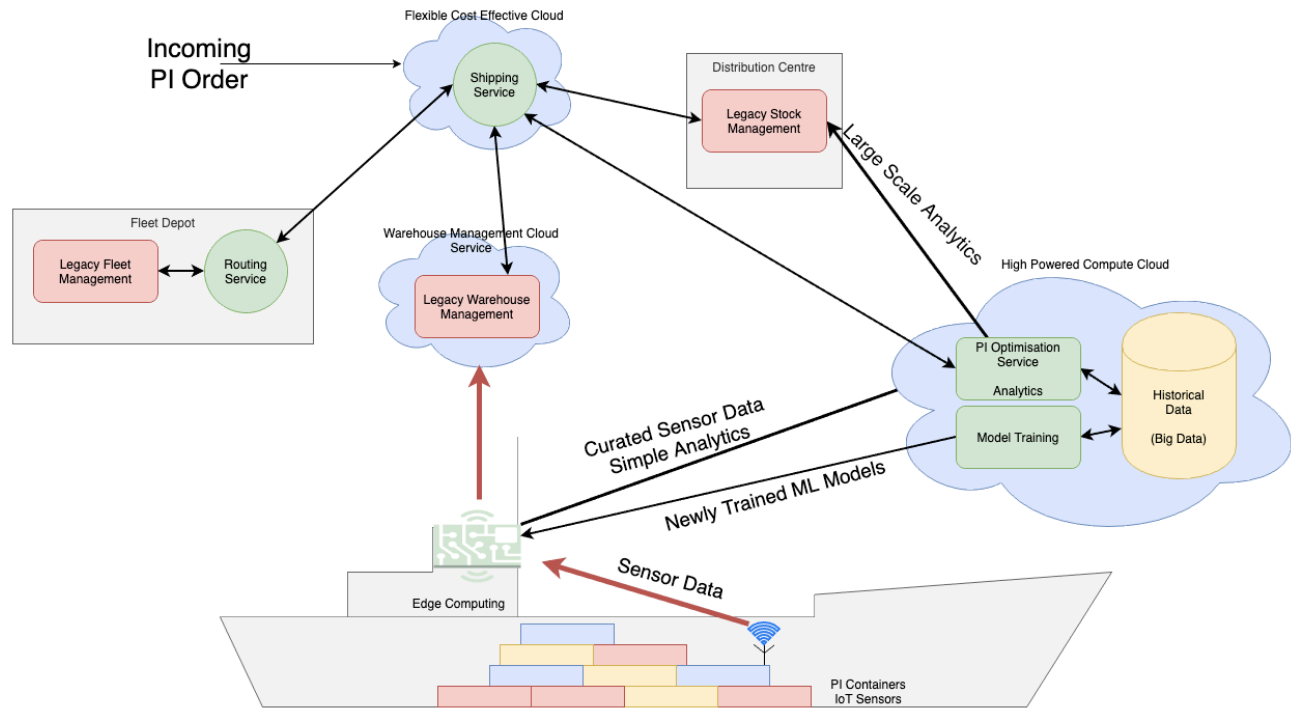 Flexible Cost Effective Cloud
Incoming
PI Order
Shipping
Service
Distribution Centre
Legacy Stock
Management
Large Scale Analytics
Fleet Depot
Legacy Fleet
Management
Routing
Service
Warehouse Management Cloud
Service
Legacy Warehouse
Management
High Powered Compute Cloud
PI Optimisation
Service
Analytics
Model Training
Historical
Data
(Big Data)
Curated Sensor Data
Simple Analytics
Newly Trained ML Models
Sensor Data
Edge Computing
PI Containers
IoT Sensors